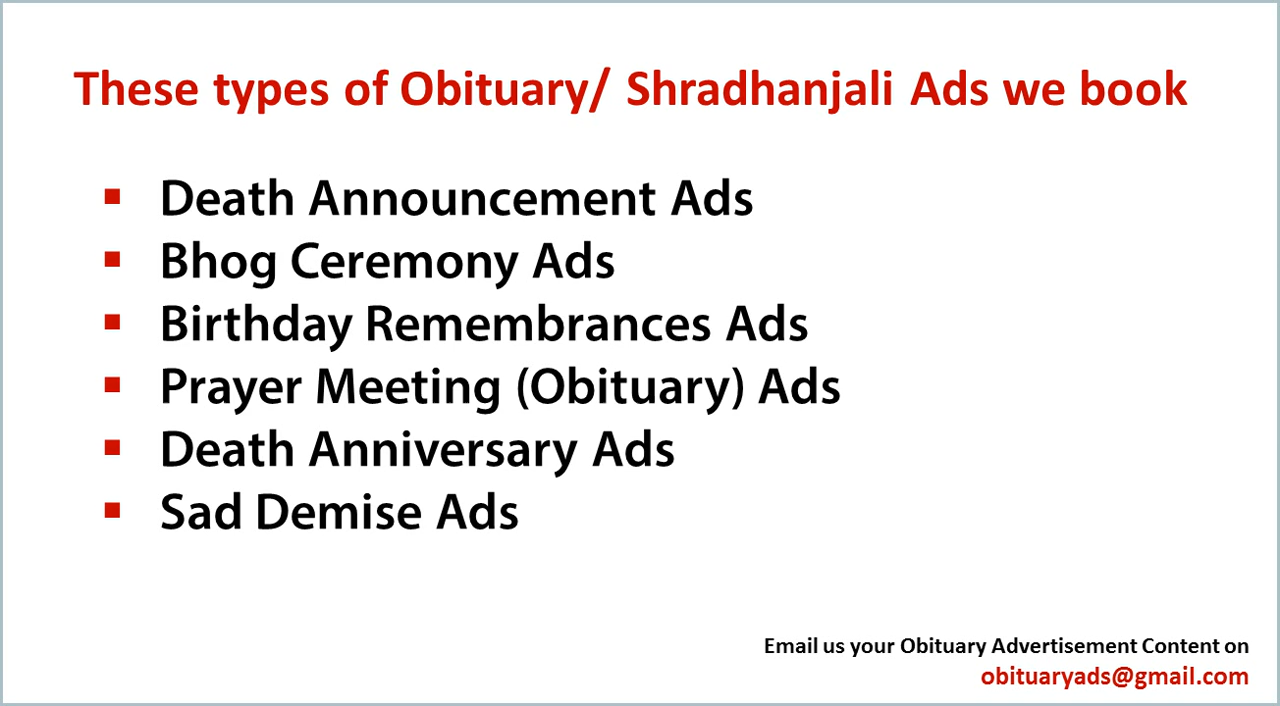 These types of Obituary/ Shradhanjali Ads we book
Death Announcement Ads
Bhog Ceremony Ads
Birthday Remembrances Ads
Prayer Meeting (Obituary) Ads
Death Anniversary Ads
Sad Demise Ads
Email us your Obituary Advertisement Content on
obituaryads@gmail.com